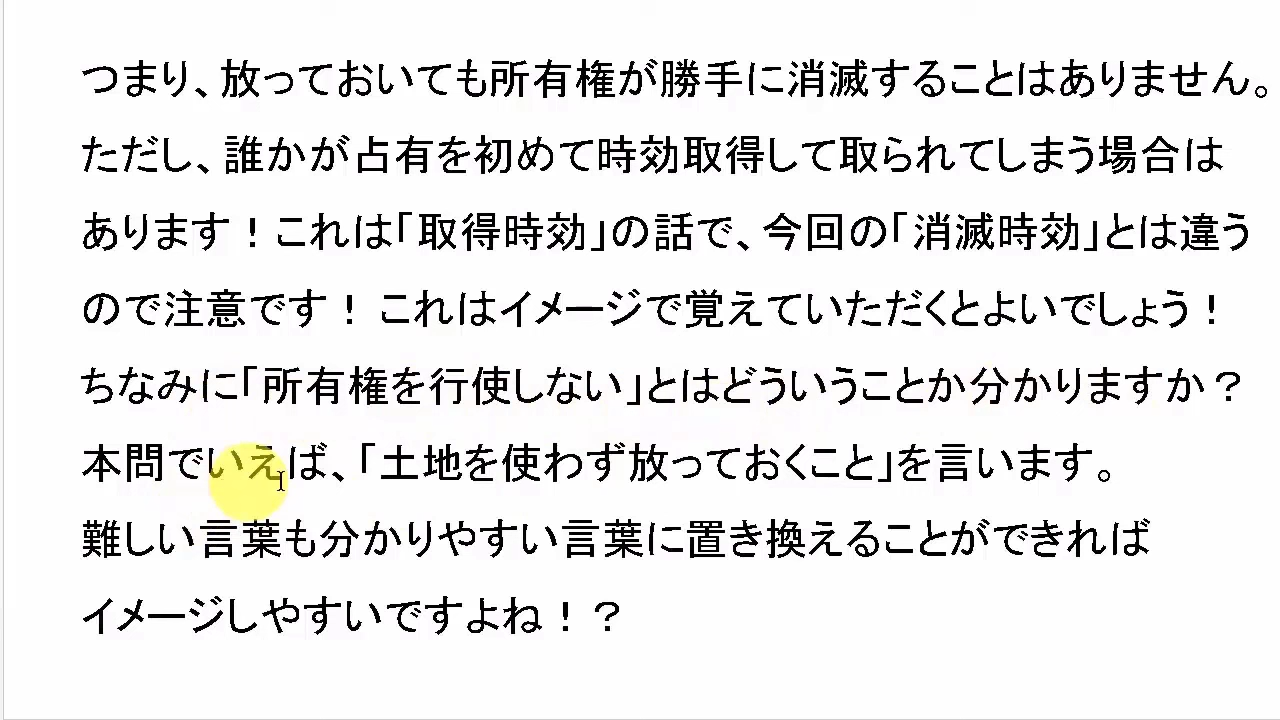 つまり、放っておいても所有権が勝手に消滅することはありません。
ただし、誰かが占有を初めて時効取得して取られてしまう場合は
あります！これは「取得時効」の話で、今回の「消滅時効」とは違う
ので注意です！ これはイメージで覚えていただくとよいでしょう！
ちなみに「所有権を行使しない」とはどういうことか分かりますか？
本問でいえば、「土地を使わず放っておくこと」を言います。
難しい言葉も分かりやすい言葉に置き換えることができれば
イメージしやすいですよね！？